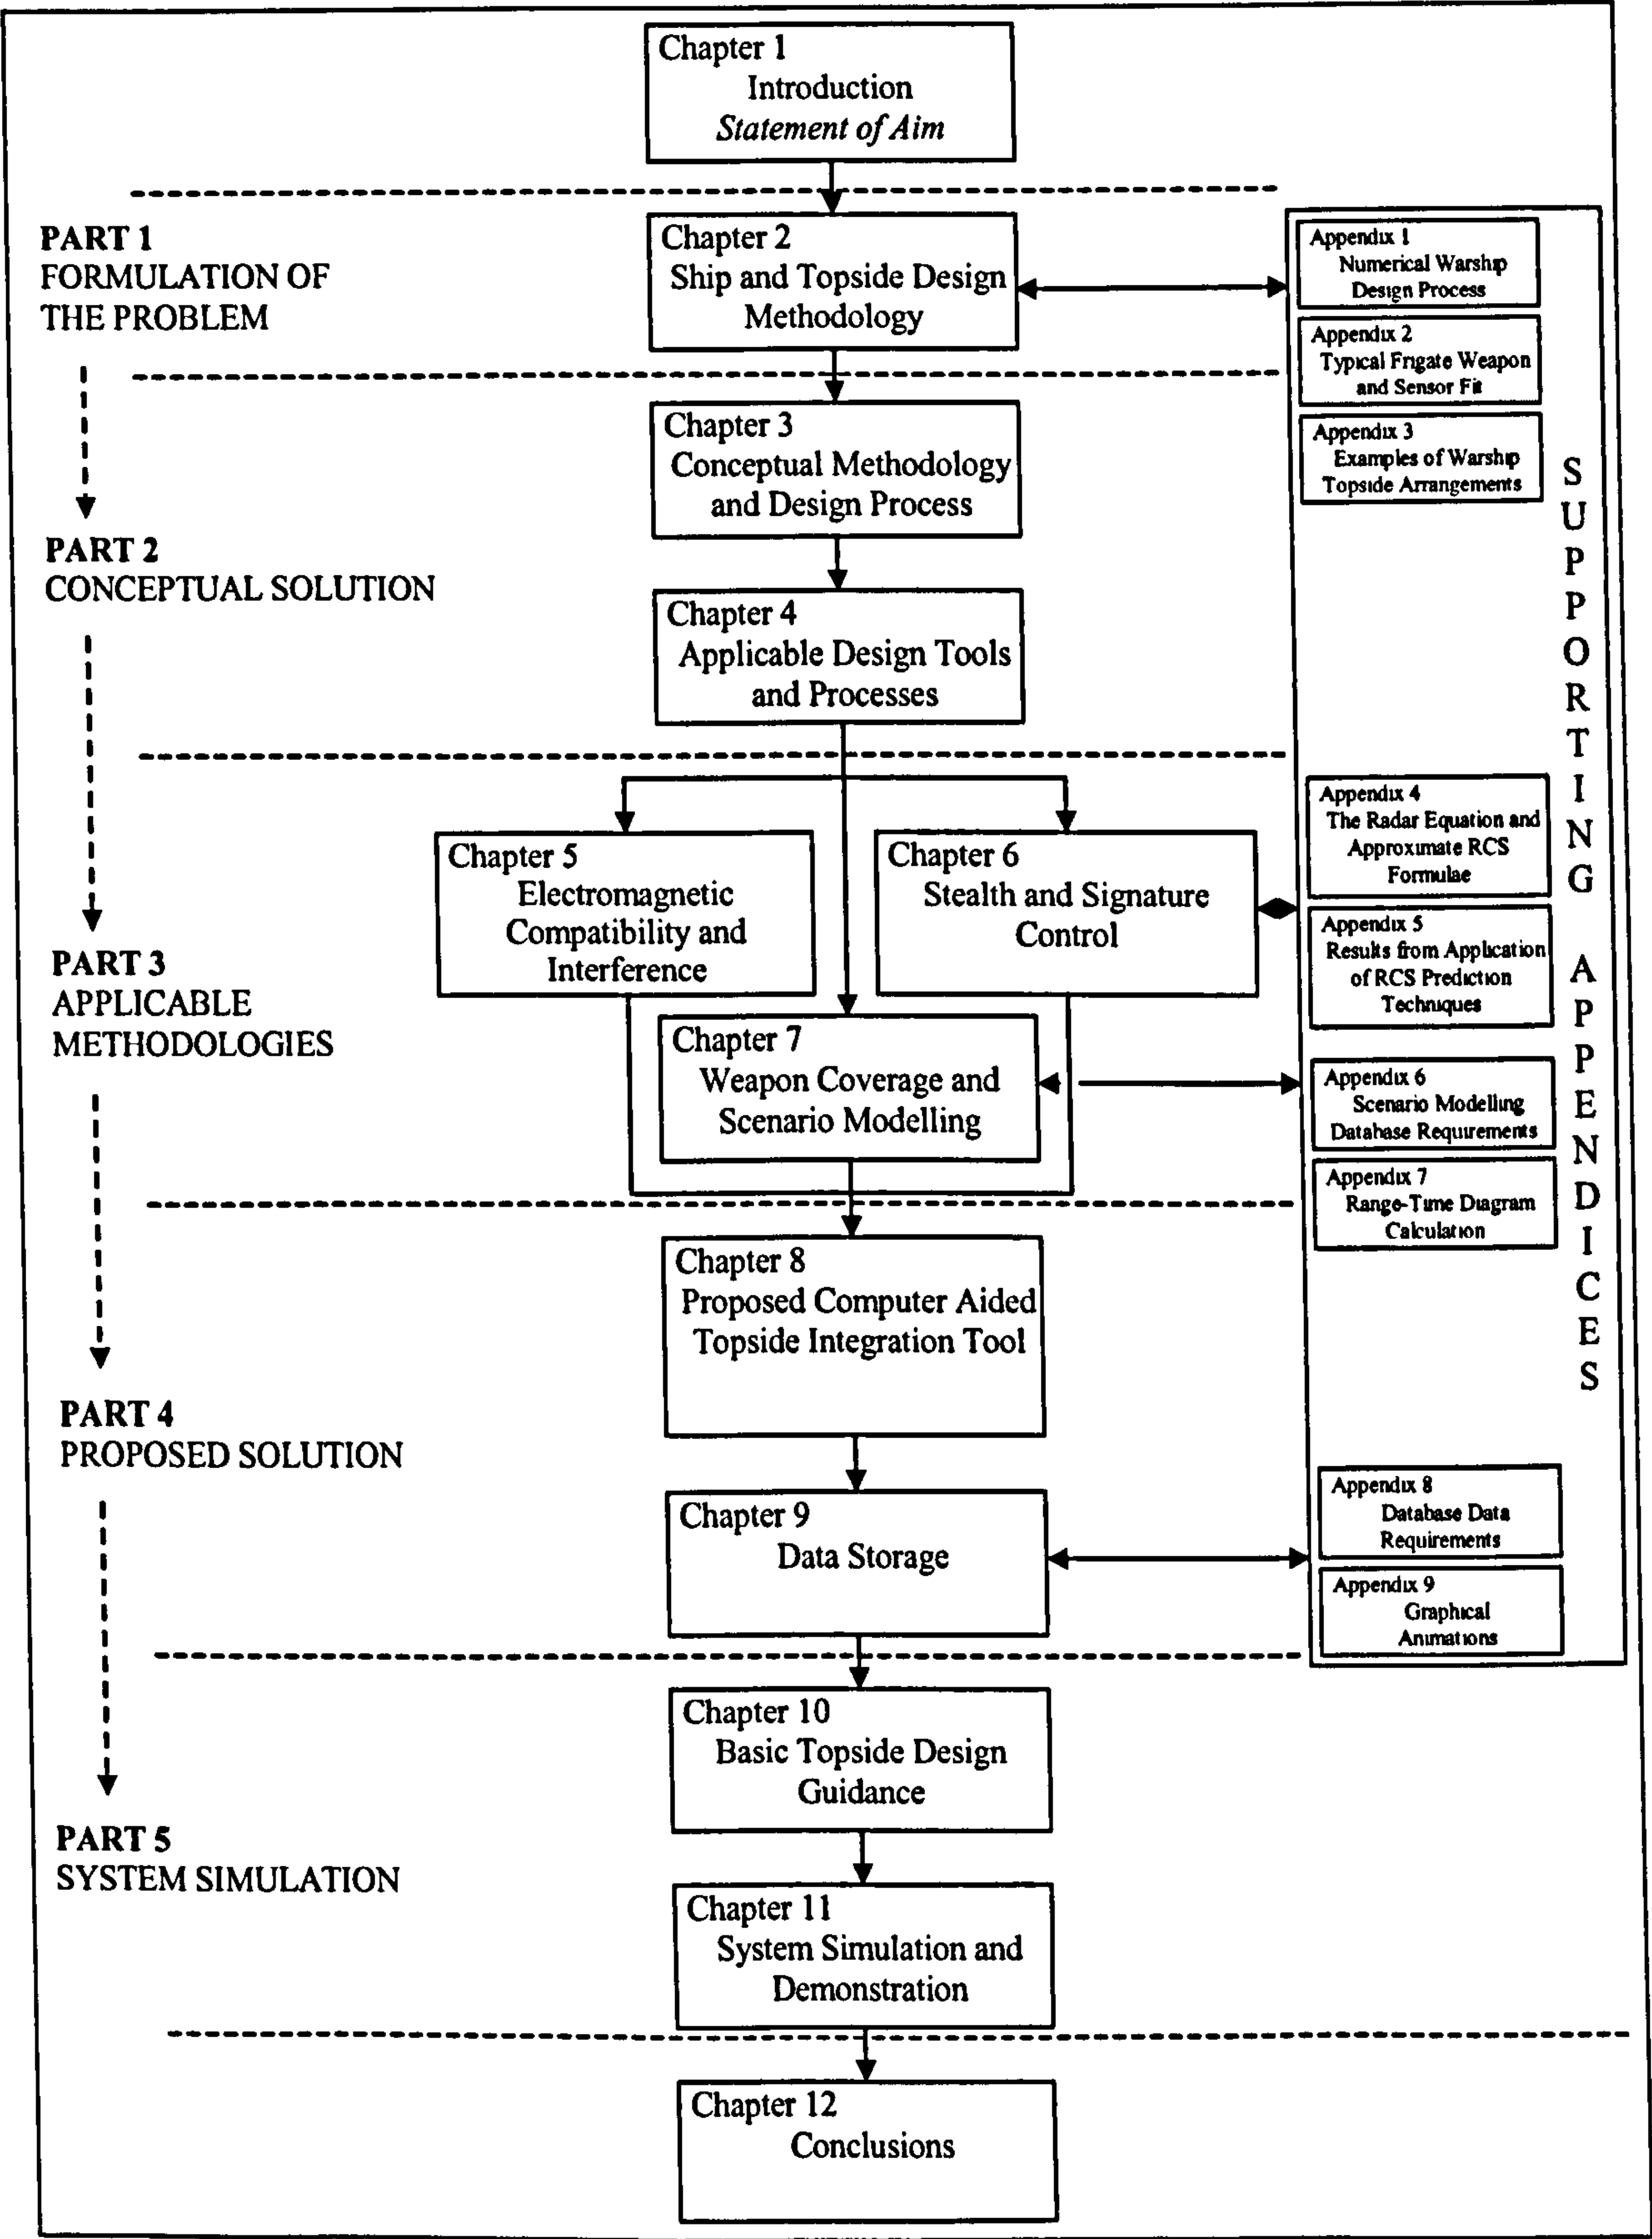 Chapter 1
Introduction
Statement of Aim
PART 1
FORMULATION OF
THE PROBLEM
Chapter 2
Ship and Topside Design
Methodology
Appendix 1
Numerical Warship
Design Process
Appendix 2
Typical Frigate Weapon
and Sensor Fit
Appendix 3
Examples of Warship
Topside Arrangements
Chapter 3
Conceptual Methodology
and Design Process
PART 2
CONCEPTUAL SOLUTION
Chapter 4
Applicable Design Tools
and Processes
SUPPORTING APPENDICES
Chapter 5
Electromagnetic
Compatibility and
Interference
Chapter 6
Stealth and Signature
Control
Appendix 4
The Radar Equation and
Approximate RCS
Formulae
Appendix 5
Results from Application
of RCS Prediction
Techniques
PART 3
APPLICABLE
METHODOLOGIES
Chapter 7
Weapon Coverage and
Scenario Modelling
Appendix 6
Scenario Modelling
Database Requirements
Appendix 7
Range-Time Diagram
Calculation
Chapter 8
Proposed Computer Aided
Topside Integration Tool
PART 4
PROPOSED SOLUTION
Chapter 9
Data Storage
Appendix 8
Database Data
Requirements
Appendix 9
Graphical
Animations
Chapter 10
Basic Topside Design
Guidance
PART 5
SYSTEM SIMULATION
Chapter 11
System Simulation and
Demonstration
Chapter 12
Conclusions